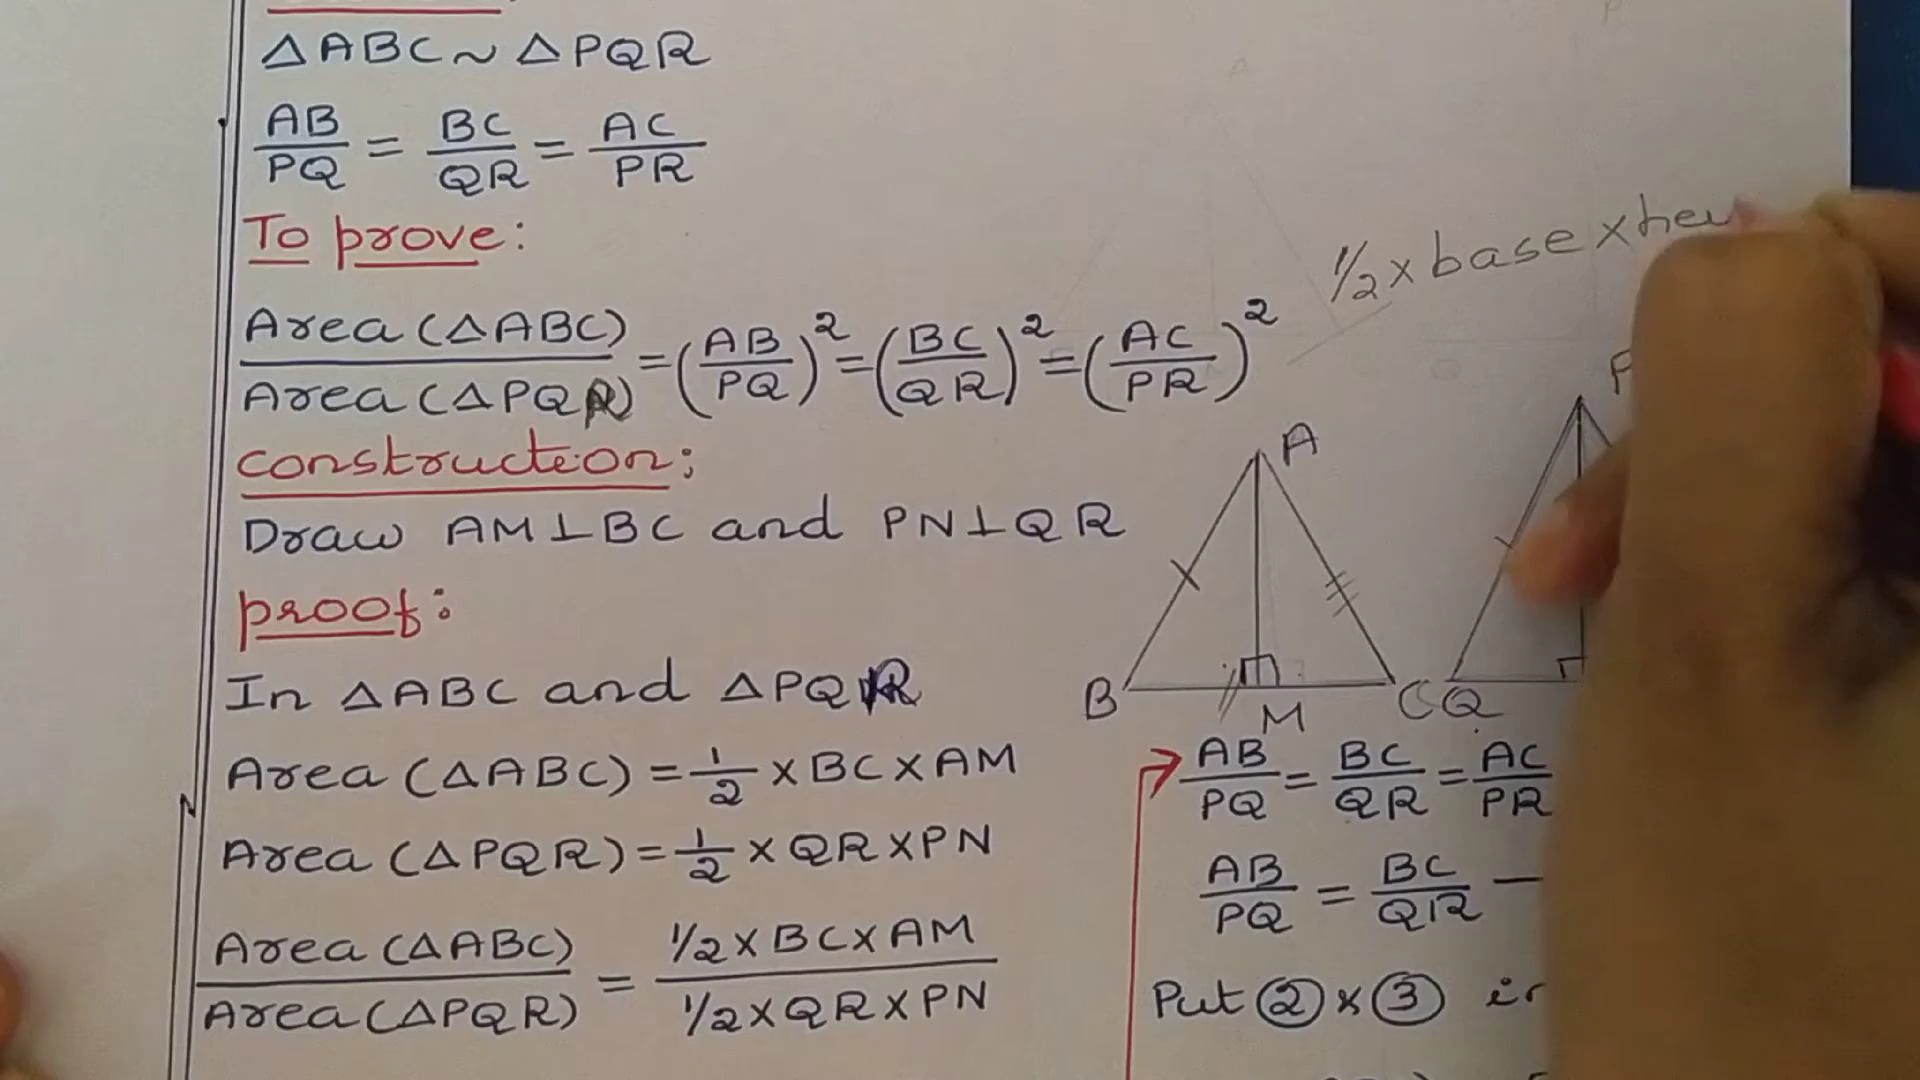 △ABC ~ △PQR
AB/PQ = BC/QR = AC/PR
To prove:
Area (△ABC)/Area (△PQR) = (AB/PQ)² = (BC/QR)² = (AC/PR)²
construction:
Draw AM⊥BC and PN⊥QR
proof:
In △ABC and △PQR
Area (△ABC) = 1/2 × BC × AM
Area (△PQR) = 1/2 × QR × PN
Area (△ABC)/Area (△PQR) = 1/2 × BC × AM / 1/2 × QR × PN
1/2 × base × hei
A
P
B
M
C
Q
AB/PQ = BC/QR = AC/PR
AB/PQ = BC/QR —
Put ② × ③ in